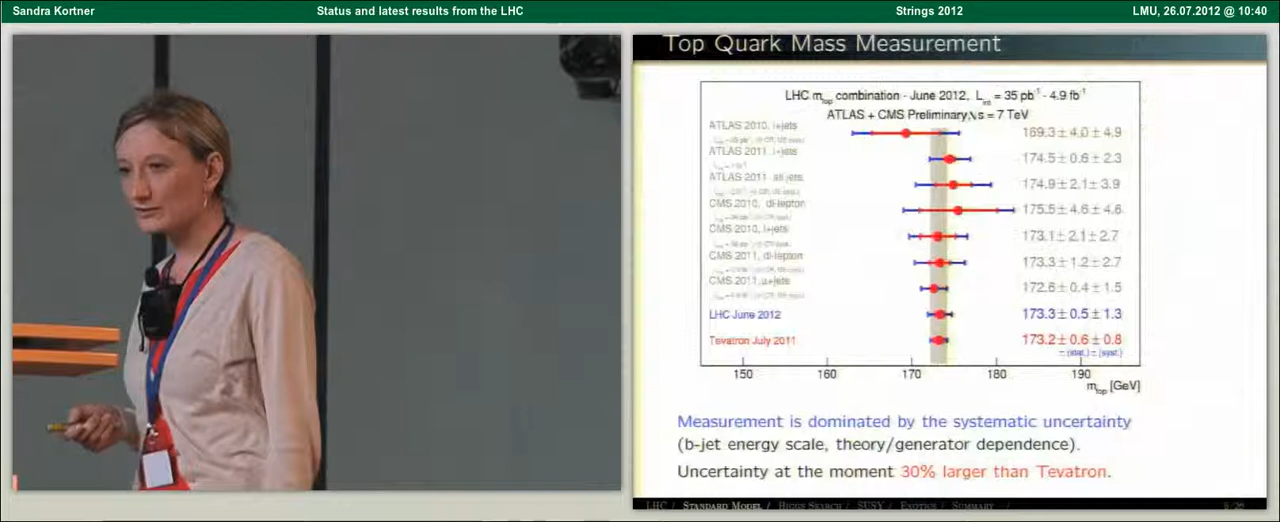 Sandra Kortner
Status and latest results from the LHC
Strings 2012
LMU, 26.07.2012 @ 10:40
Top Quark Mass Measurement
LHC m_top combination - June 2012, L_int = 35 pb⁻¹ - 4.9 fb⁻¹
ATLAS + CMS Preliminary, √s = 7 TeV
ATLAS 2010, l+jets 169.3 ± 4.0 ± 4.9
ATLAS 2011, l+jets 174.5 ± 0.6 ± 2.3
ATLAS 2011, all jets 174.9 ± 2.1 ± 3.9
CMS 2010, di-lepton 175.5 ± 4.6 ± 4.6
CMS 2010, l+jets 173.1 ± 2.1 ± 2.7
CMS 2011, di-lepton 173.3 ± 1.2 ± 2.7
CMS 2011, μ+jets 172.6 ± 0.4 ± 1.5
LHC June 2012 173.3 ± 0.5 ± 1.3
Tevatron July 2011 173.2 ± 0.6 ± 0.8
± (stat.) ± (syst.)
150 160 170 180 190
m_top [GeV]
Measurement is dominated by the systematic uncertainty
(b-jet energy scale, theory/generator dependence).
Uncertainty at the moment 30% larger than Tevatron.
LHC / Standard Model / Higgs Search / SUSY / Exotics / Summary /